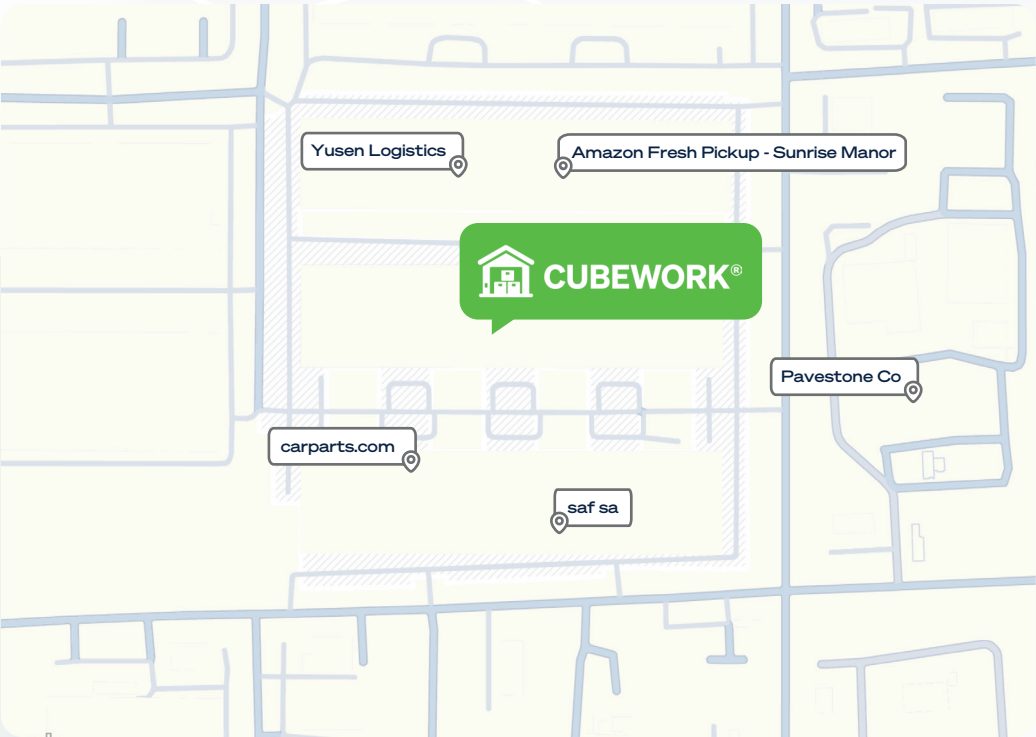 Yusen Logistics
Amazon Fresh Pickup - Sunrise Manor
CUBEWORK®
Pavestone Co
carparts.com
saf sa